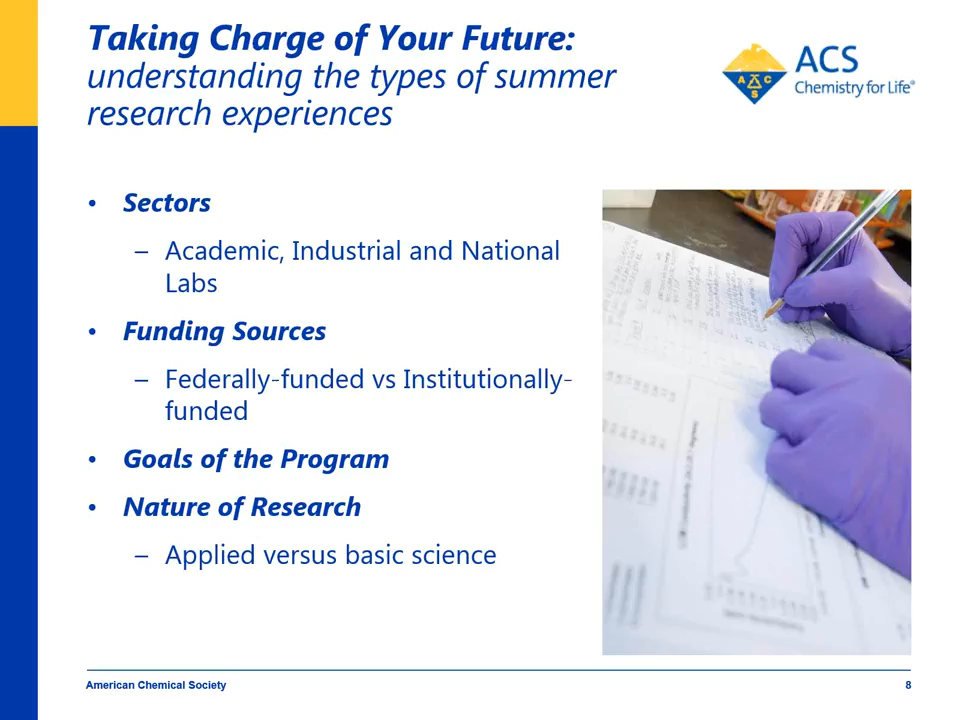 Taking Charge of Your Future:
understanding the types of summer
research experiences
A C
S
ACS
Chemistry for Life®
• Sectors
– Academic, Industrial and National
Labs
• Funding Sources
– Federally-funded vs Institutionally-
funded
• Goals of the Program
• Nature of Research
– Applied versus basic science
American Chemical Society
8